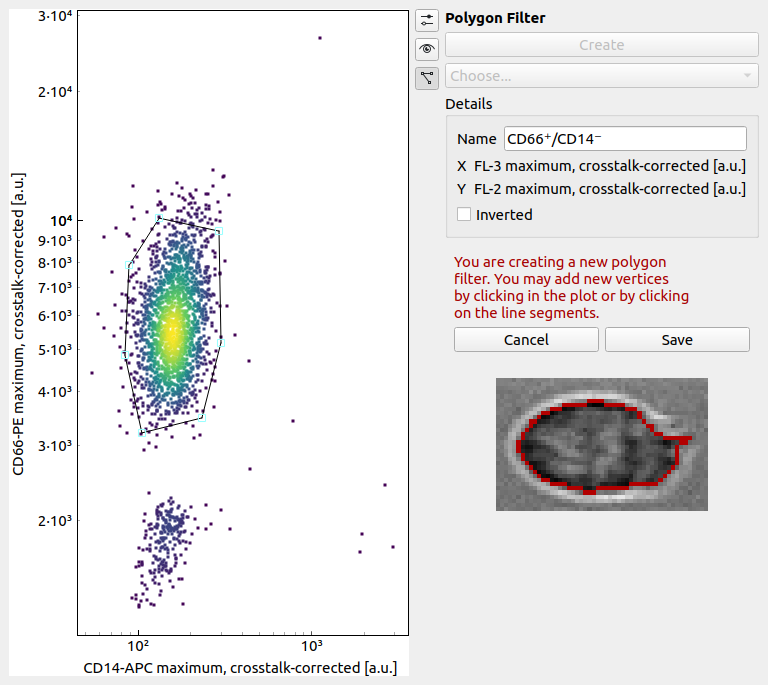 3·10⁴
2·10⁴
10⁴
9·10³
8·10³
7·10³
6·10³
5·10³
4·10³
3·10³
2·10³
CD66-PE maximum, crosstalk-corrected [a.u.]
10²
10³
CD14-APC maximum, crosstalk-corrected [a.u.]
Polygon Filter
Create
Choose...
Details
Name CD66⁺/CD14⁻
X FL-3 maximum, crosstalk-corrected [a.u.]
Y FL-2 maximum, crosstalk-corrected [a.u.]
Inverted
You are creating a new polygon
filter. You may add new vertices
by clicking in the plot or by clicking
on the line segments.
Cancel Save